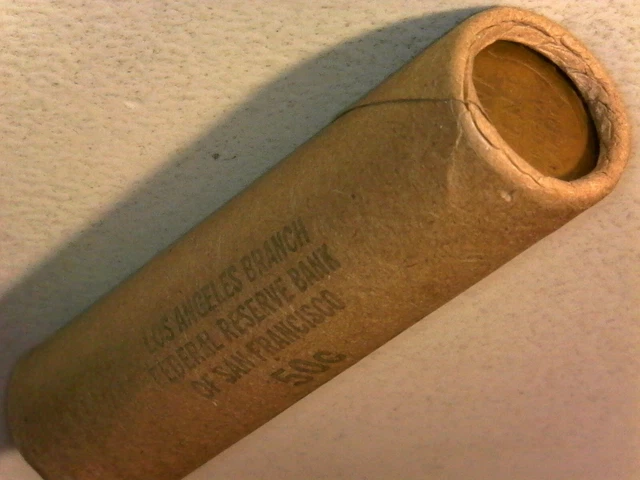 LOS ANGELES BRANCH
FEDERAL RESERVE BANK
OF SAN FRANCISCO
50¢